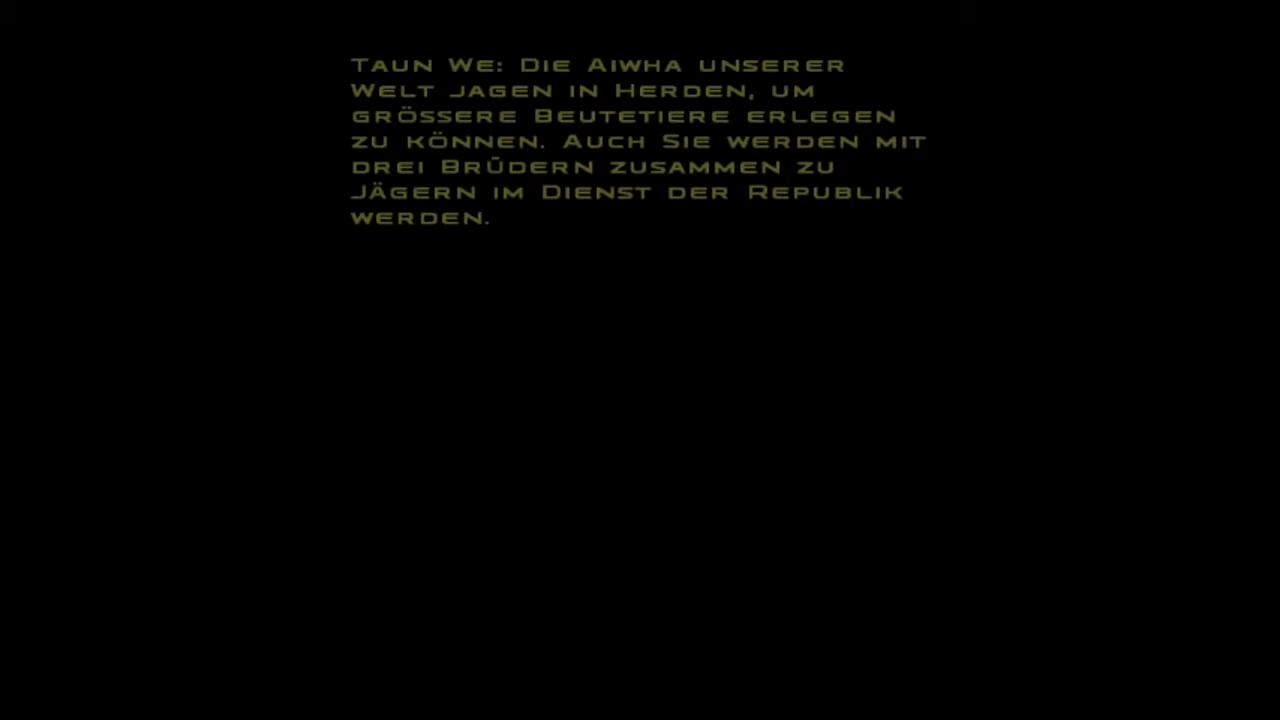 Taun We: Die Aiwha unserer
Welt jagen in Herden, um
grössere Beutetiere erlegen
zu können. Auch Sie werden mit
drei Brüdern zusammen zu
Jägern im Dienst der Republik
werden.